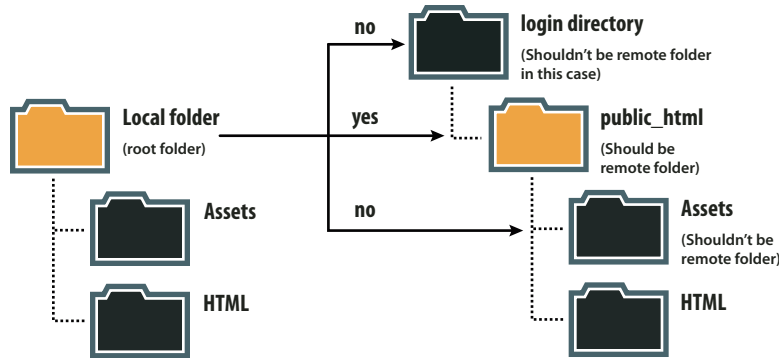 no
login directory
(Shouldn't be remote folder
in this case)
Local folder
(root folder)
yes
public_html
(Should be
remote folder)
Assets
no
Assets
(Shouldn't be
remote folder)
HTML
HTML